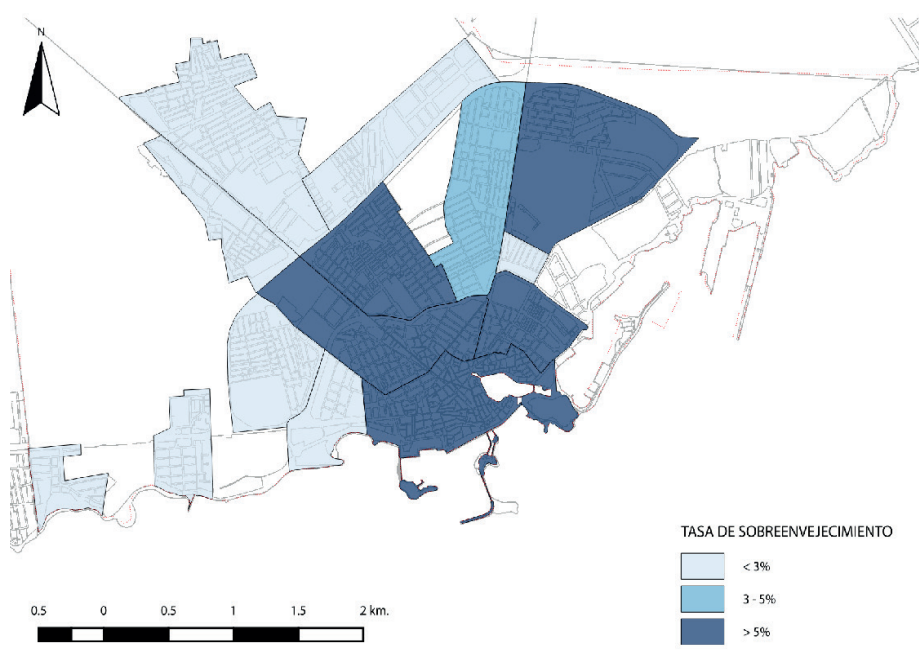 N
TASA DE SOBREENVEJECIMIENTO
< 3%
3 - 5%
> 5%
0.5 0 0.5 1 1.5 2 km.